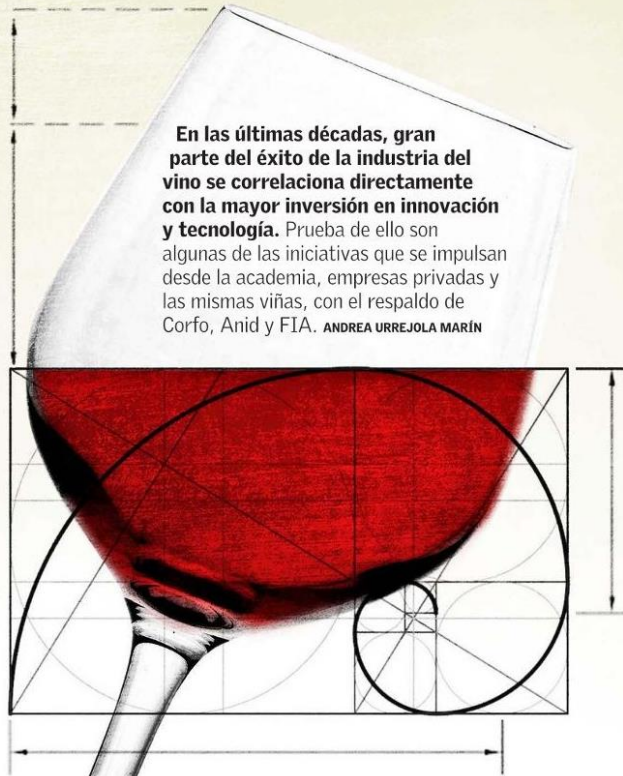 En las últimas décadas, gran
parte del éxito de la industria del
vino se correlaciona directamente
con la mayor inversión en innovación
y tecnología. Prueba de ello son
algunas de las iniciativas que se impulsan
desde la academia, empresas privadas y
las mismas viñas, con el respaldo de
Corfo, Anid y FIA. ANDREA URREJOLA MARÍN